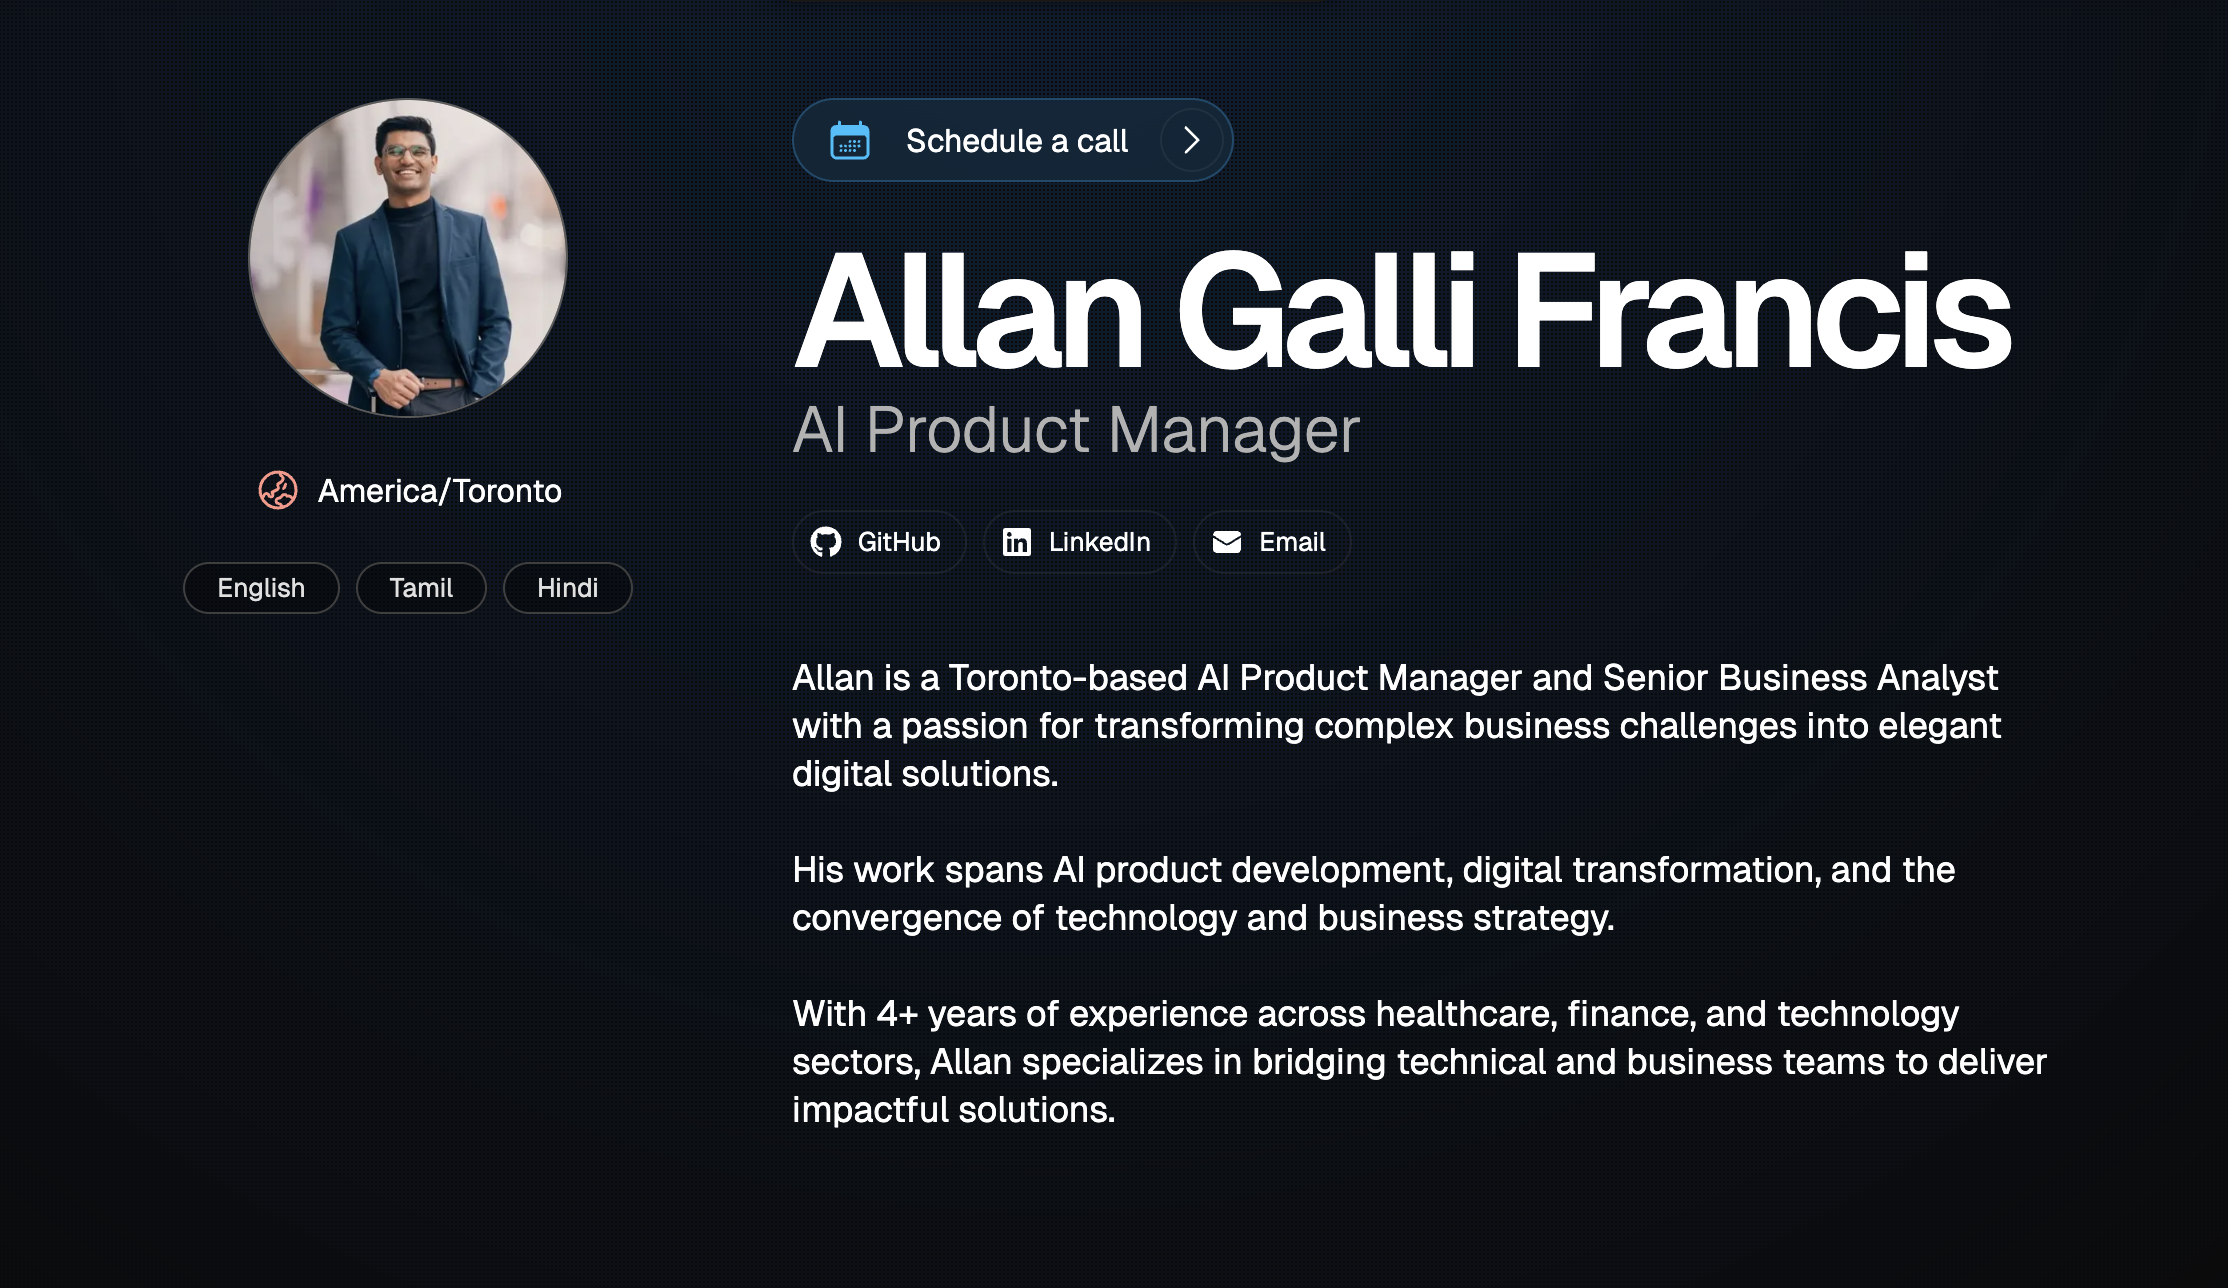 Schedule a call
Allan Galli Francis
AI Product Manager
America/Toronto
GitHub
LinkedIn
Email
English
Tamil
Hindi
Allan is a Toronto-based AI Product Manager and Senior Business Analyst
with a passion for transforming complex business challenges into elegant
digital solutions.
His work spans AI product development, digital transformation, and the
convergence of technology and business strategy.
With 4+ years of experience across healthcare, finance, and technology
sectors, Allan specializes in bridging technical and business teams to deliver
impactful solutions.